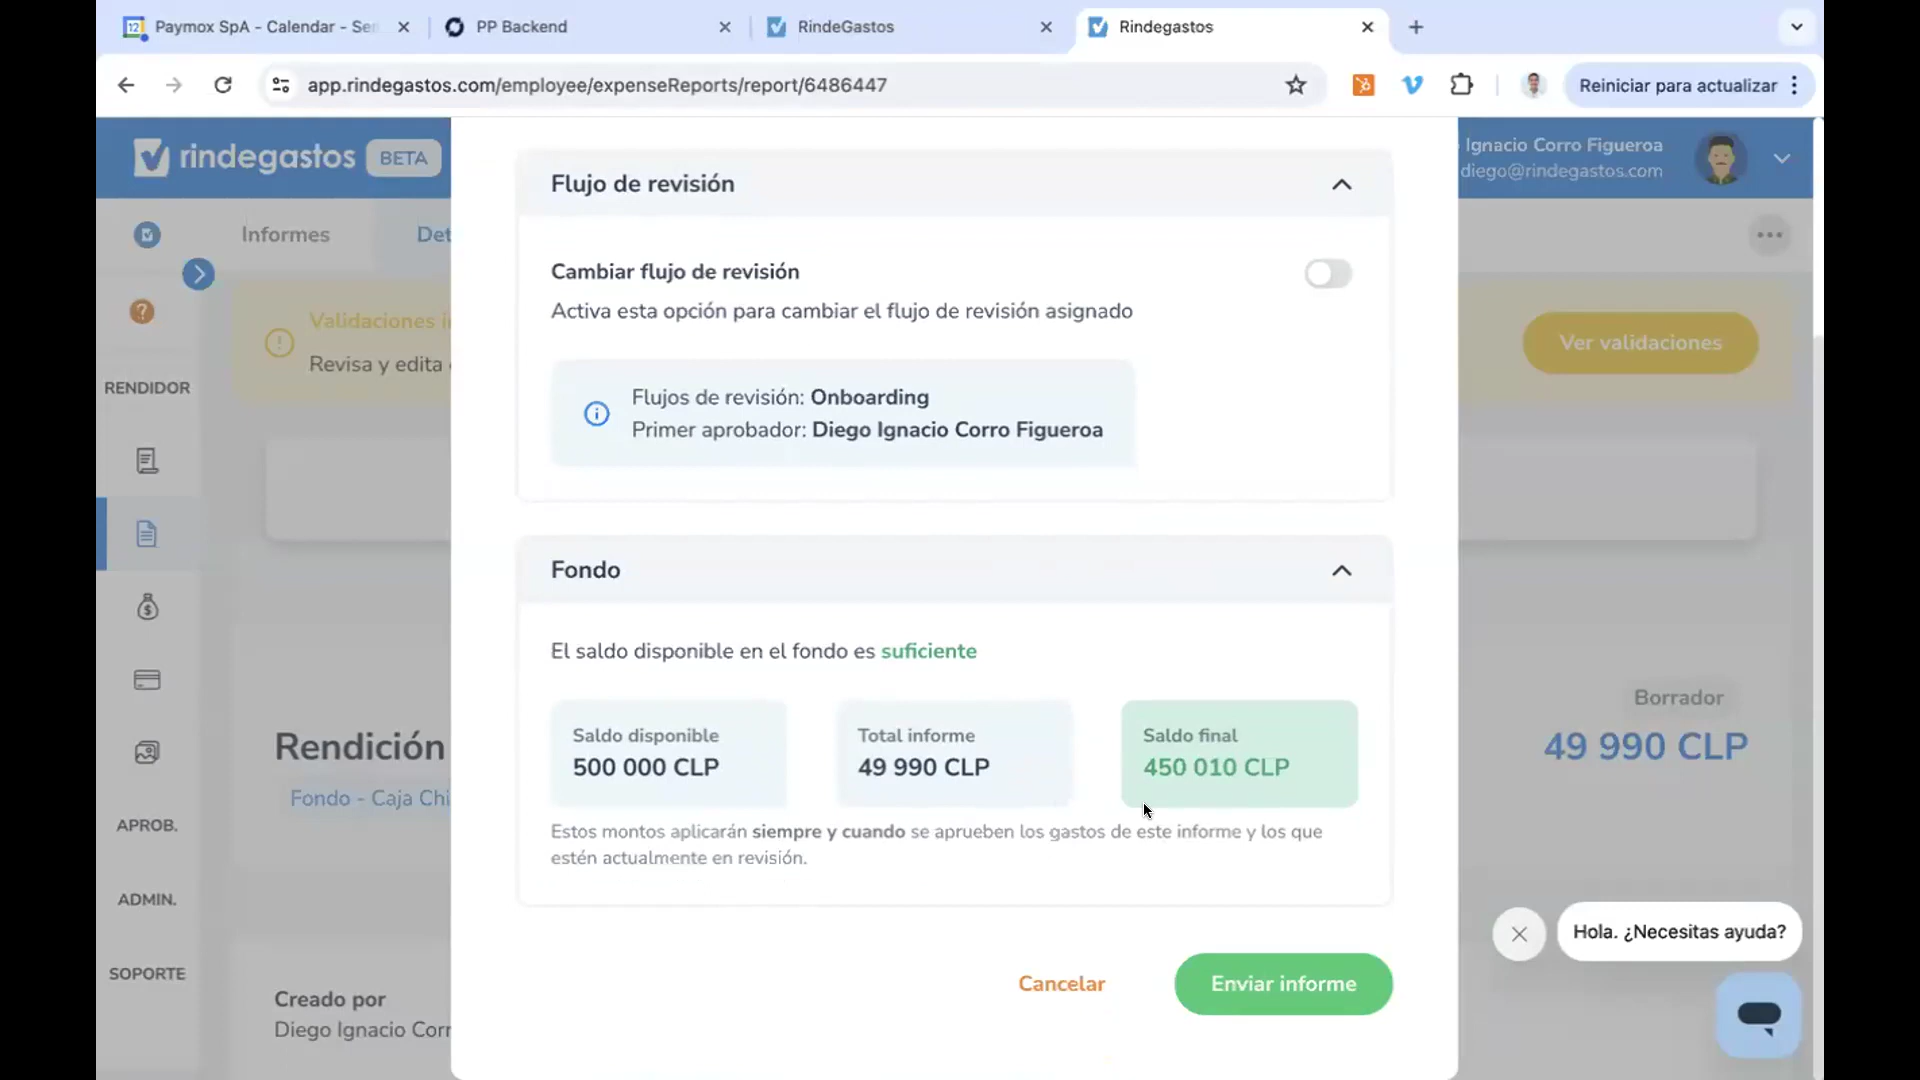 12 Paymox SpA - Calendar - Se
PP Backend
RindeGastos
Rindegastos
app.rindegastos.com/employee/expenseReports/report/6486447
Reiniciar para actualizar
rindegastos BETA
Ignacio Corro Figueroa
diego@rindegastos.com
Informes
Det
Validaciones i
Revisa y edita
Ver validaciones
RENDIDOR
APROB.
ADMIN.
SOPORTE
Flujo de revisión
Cambiar flujo de revisión
Activa esta opción para cambiar el flujo de revisión asignado
Flujos de revisión: Onboarding
Primer aprobador: Diego Ignacio Corro Figueroa
Fondo
El saldo disponible en el fondo es suficiente
Saldo disponible
500 000 CLP
Total informe
49 990 CLP
Saldo final
450 010 CLP
Estos montos aplicarán siempre y cuando se aprueben los gastos de este informe y los que
estén actualmente en revisión.
Cancelar
Enviar informe
Rendición
Fondo - Caja Chi
Borrador
49 990 CLP
Creado por
Diego Ignacio Corr
Hola. ¿Necesitas ayuda?